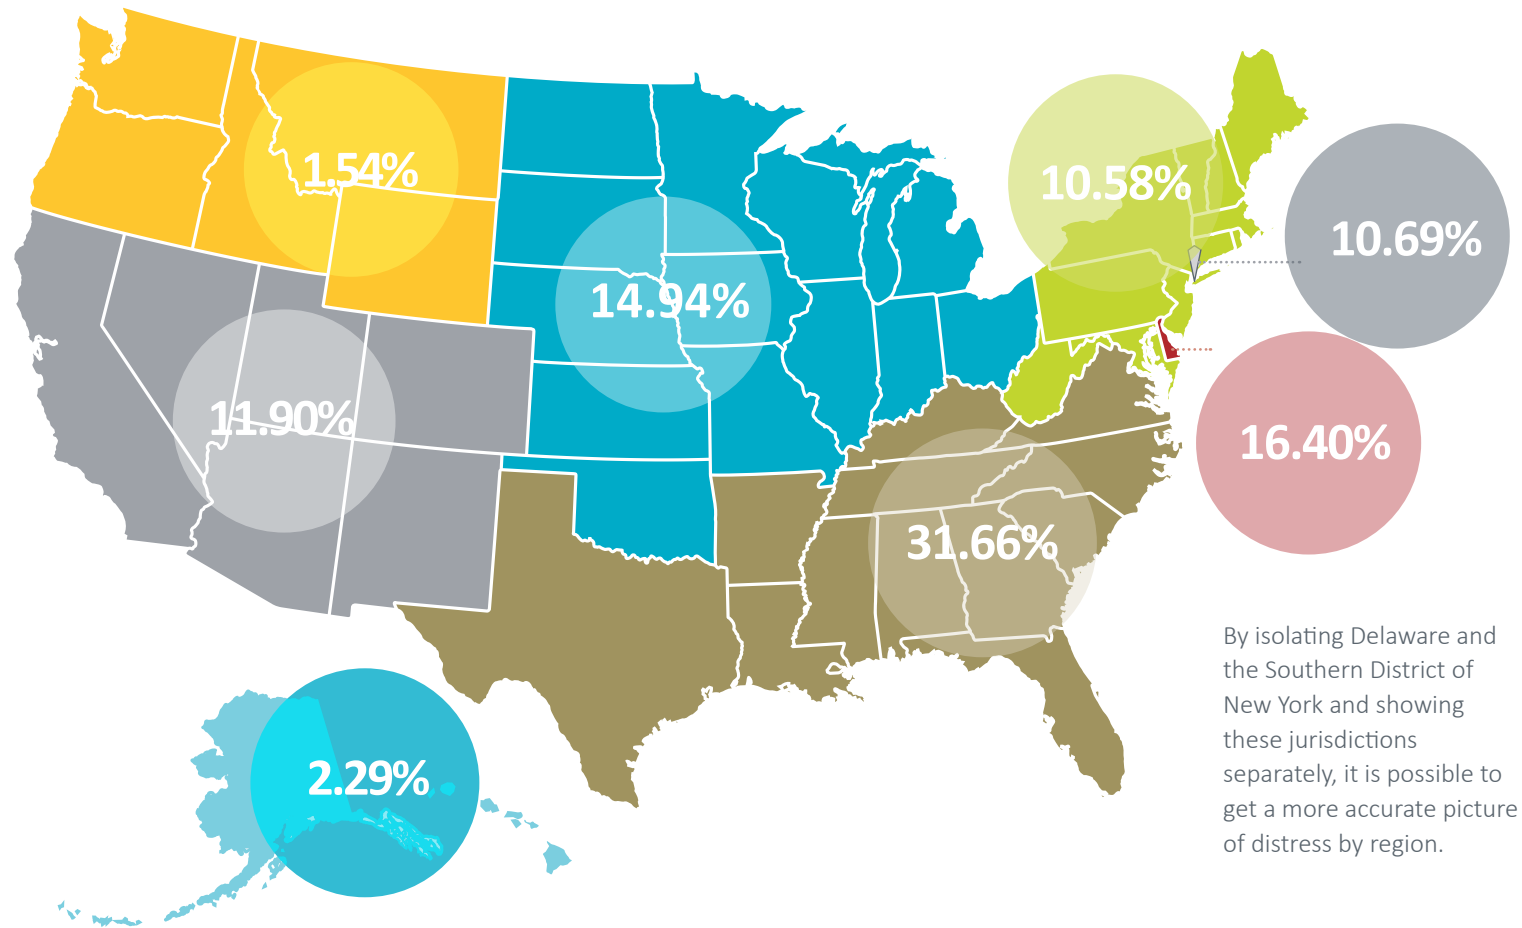 1.54%
10.58%
10.69%
14.94%
11.90%
16.40%
31.66%
2.29%
By isolating Delaware and
the Southern District of
New York and showing
these jurisdictions
separately, it is possible to
get a more accurate picture
of distress by region.